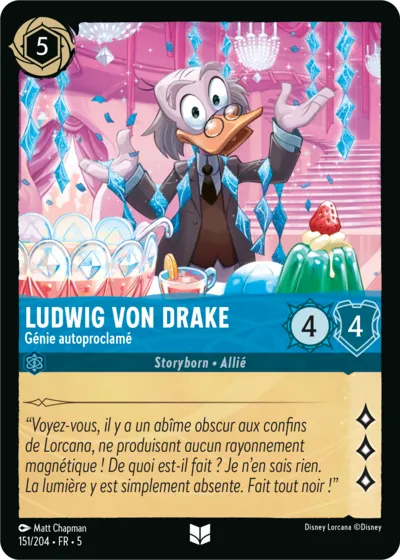 5
LUDWIG VON DRAKE
Génie autoproclamé
4
4
Storyborn • Allié
“Voyez-vous, il y a un abîme obscur aux confins
de Lorcana, ne produisant aucun rayonnement
magnétique ! De quoi est-il fait ? Je n'en sais rien.
La lumière y est simplement absente. Fait tout noir !”
Matt Chapman
151/204 • FR • 5
Disney Lorcana ©Disney